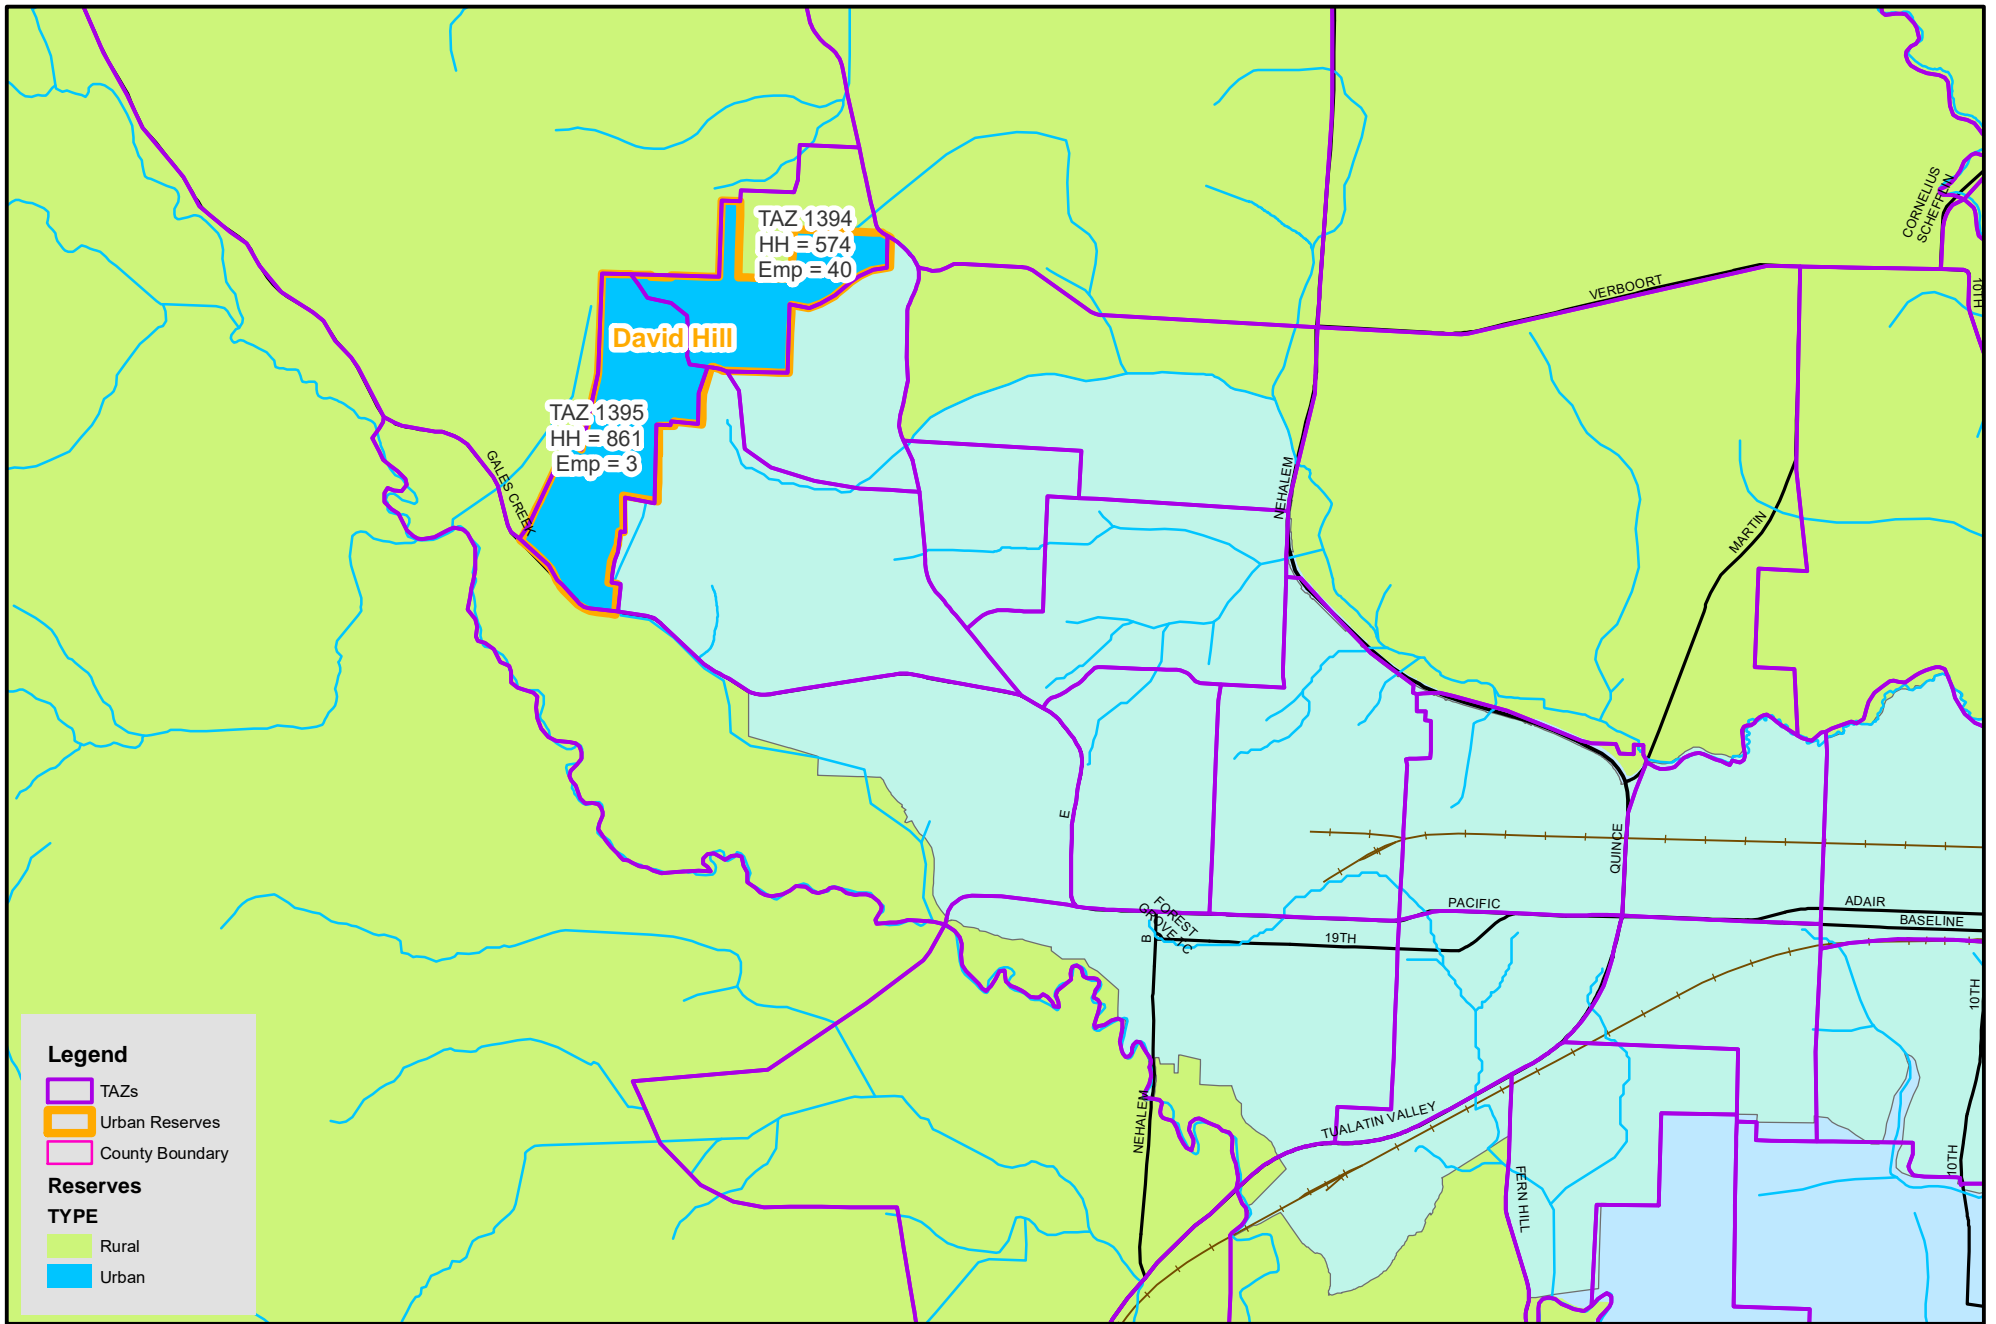 CORNELIUS
SCHEFFLIN
TAZ 1394
HH = 574
Emp = 40
VERBOORT
10TH
David Hill
TAZ 1395
HH = 861
Emp = 3
GALES CREEK
NEHALEM
MARTIN
E
QUINCE
PACIFIC
ADAIR
BASELINE
FOREST
GROVE TC
B
19TH
10TH
NEHALEM
TUALATIN VALLEY
FERN HILL
10TH
Legend
TAZs
Urban Reserves
County Boundary
Reserves
TYPE
Rural
Urban